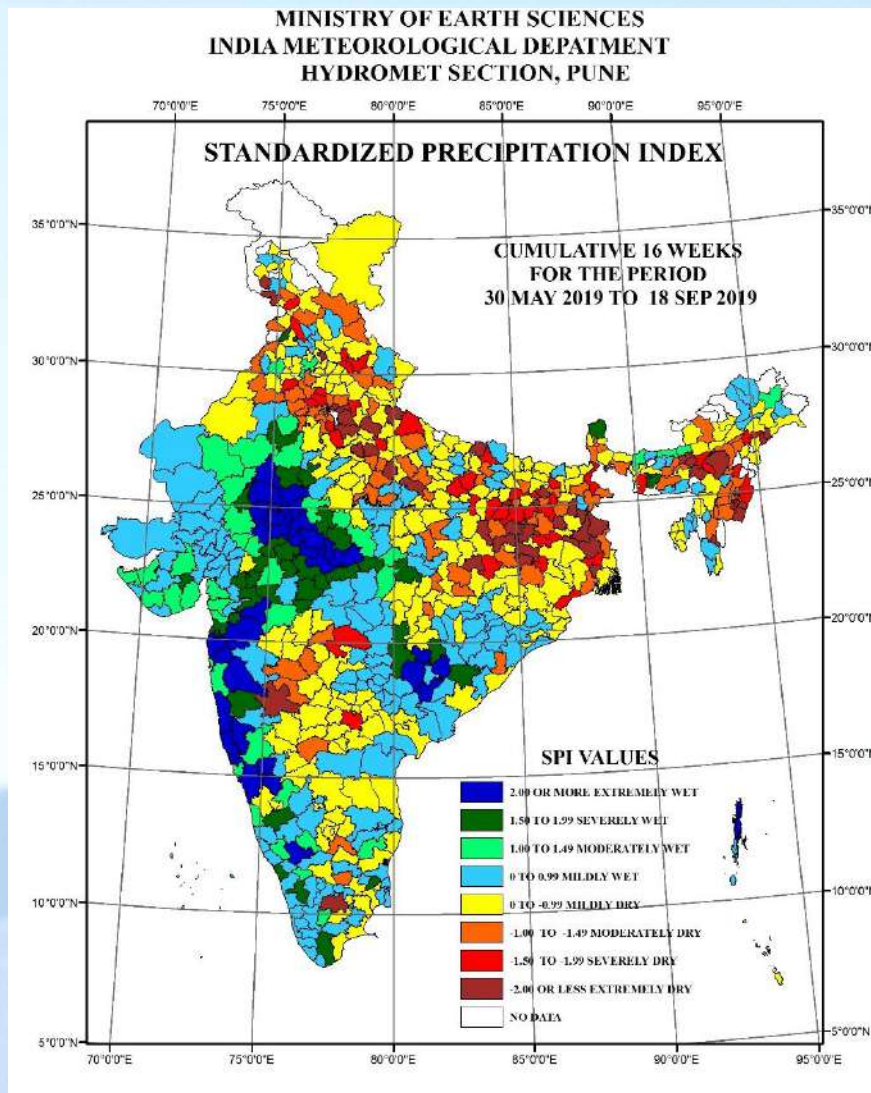 MINISTRY OF EARTH SCIENCES
INDIA METEOROLOGICAL DEPATMENT
HYDROMET SECTION, PUNE
70°0'0"E 75°0'0"E 80°0'0"E 85°0'0"E 90°0'0"E 95°0'0"E
STANDARDIZED PRECIPITATION INDEX
35°0'0"N 35°0'0"N
CUMULATIVE 16 WEEKS
FOR THE PERIOD
30 MAY 2019 TO 18 SEP 2019
30°0'0"N 30°0'0"N
25°0'0"N 25°0'0"N
20°0'0"N 20°0'0"N
15°0'0"N 15°0'0"N
SPI VALUES
2.00 OR MORE EXTREMELY WET
1.50 TO 1.99 SEVERELY WET
1.00 TO 1.49 MODERATELY WET
0 TO 0.99 MILDLY WET
10°0'0"N 10°0'0"N
0 TO -0.99 MILDLY DRY
-1.00 TO -1.49 MODERATELY DRY
-1.50 TO -1.99 SEVERELY DRY
-2.00 OR LESS EXTREMELY DRY
NO DATA
5°0'0"N 5°0'0"N
70°0'0"E 75°0'0"E 80°0'0"E 85°0'0"E 90°0'0"E 95°0'0"E